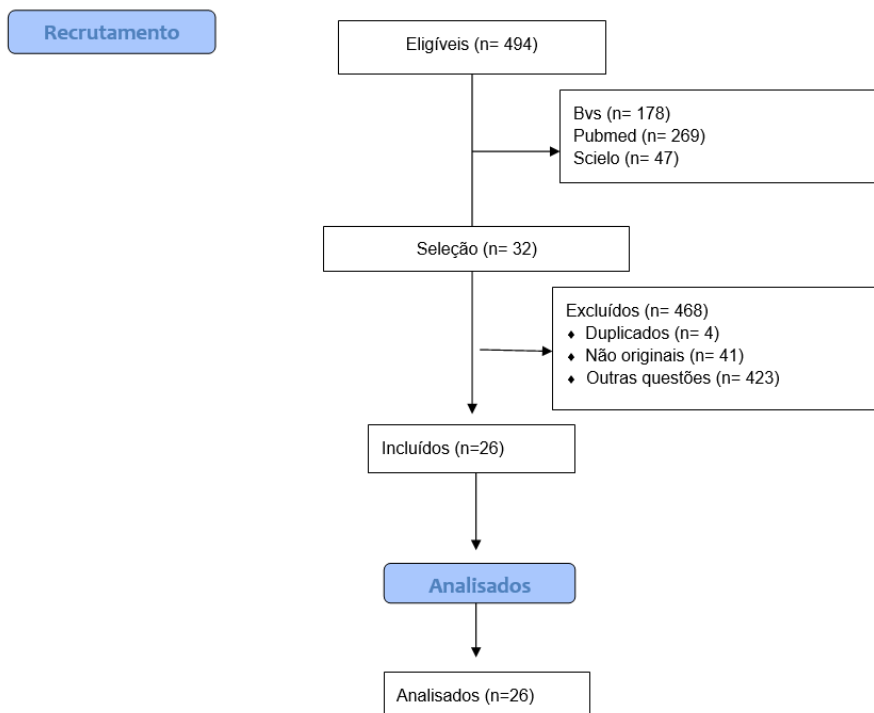 Recrutamento
Eligíveis (n= 494)
Bvs (n= 178)
Pubmed (n= 269)
Scielo (n= 47)
Seleção (n= 32)
Excluídos (n= 468)
♦ Duplicados (n= 4)
♦ Não originais (n= 41)
♦ Outras questões (n= 423)
Incluídos (n=26)
Analisados
Analisados (n=26)